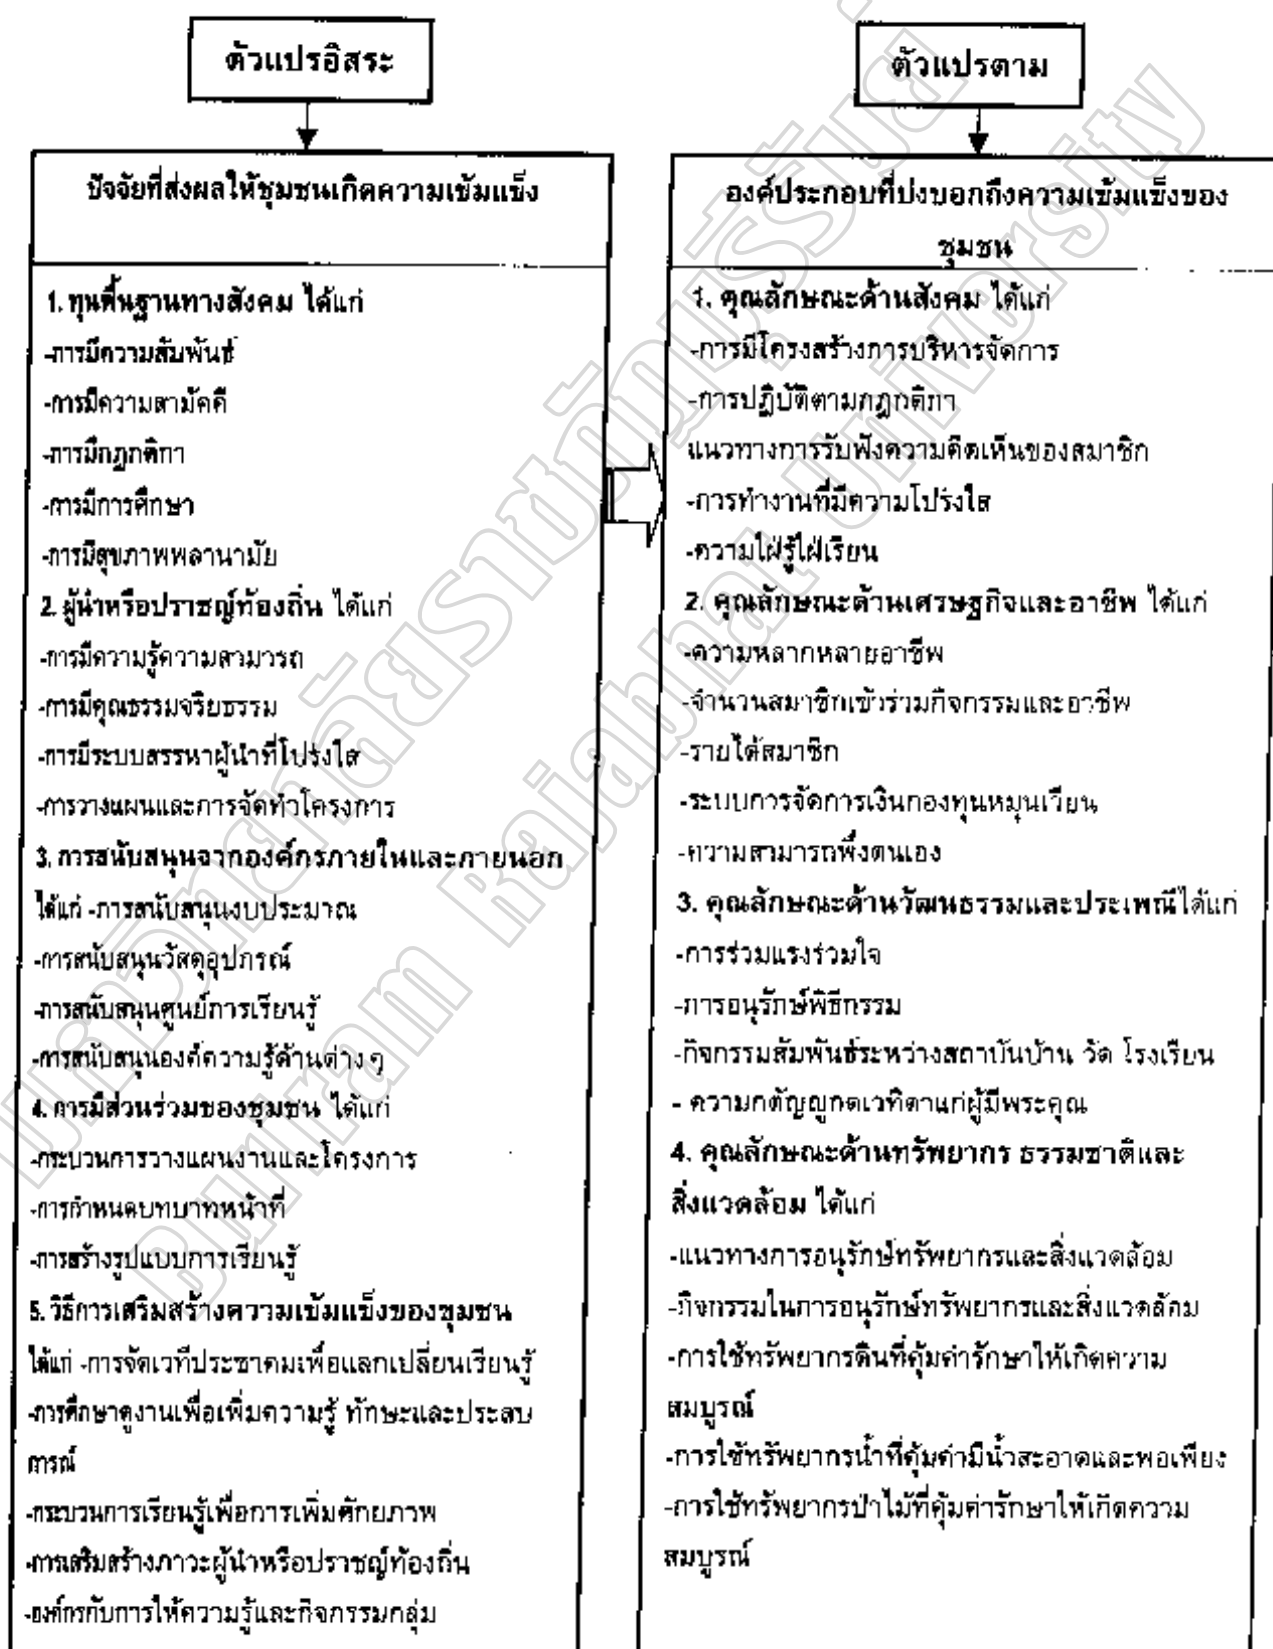 ตัวแปรอิสระ
ปัจจัยที่ส่งผลให้ชุมชนเกิดความเข้มแข็ง
1. ทุนพื้นฐานทางสังคม ได้แก่
-การมีความสัมพันธ์
-การมีความสามัคคี
-การมีกฎกติกา
-การมีการศึกษา
-การมีสุขภาพพลานามัย
2. ผู้นำหรือปราชญ์ท้องถิ่น ได้แก่
-การมีความรู้ความสามารถ
-การมีคุณธรรมจริยธรรม
-การมีระบบสรรหาผู้นำที่โปร่งใส
-การวางแผนและการจัดทำโครงการ
3. การสนับสนุนจากองค์กรภายในและภายนอก
ได้แก่ -การสนับสนุนงบประมาณ
-การสนับสนุนวัสดุอุปกรณ์
-การสนับสนุนศูนย์การเรียนรู้
-การสนับสนุนองค์ความรู้ด้านต่าง ๆ
4. การมีส่วนร่วมของชุมชน ได้แก่
-กระบวนการวางแผนงานและโครงการ
-การกำหนดบทบาทหน้าที่
-การสร้างรูปแบบการเรียนรู้
5. วิธีการเสริมสร้างความเข้มแข็งของชุมชน
ได้แก่ -การจัดเวทีประชาคมเพื่อแลกเปลี่ยนเรียนรู้
-การศึกษาดูงานเพื่อเพิ่มความรู้ ทักษะและประสบ
การณ์
-กระบวนการเรียนรู้เพื่อการเพิ่มศักยภาพ
-การเสริมสร้างภาวะผู้นำหรือปราชญ์ท้องถิ่น
-องค์กรกับการให้ความรู้และกิจกรรมกลุ่ม
ตัวแปรตาม
องค์ประกอบที่บ่งบอกถึงความเข้มแข็งของ
ชุมชน
1. คุณลักษณะด้านสังคม ได้แก่
-การมีโครงสร้างการบริหารจัดการ
-การปฏิบัติตามกฎกติกา
แนวทางการรับฟังความคิดเห็นของสมาชิก
-การทำงานที่มีความโปร่งใส
-ความใฝ่รู้ใฝ่เรียน
2. คุณลักษณะด้านเศรษฐกิจและอาชีพ ได้แก่
-ความหลากหลายอาชีพ
-จำนวนสมาชิกเข้าร่วมกิจกรรมและอาชีพ
-รายได้สมาชิก
-ระบบการจัดการเงินกองทุนหมุนเวียน
-ความสามารถพึ่งตนเอง
3. คุณลักษณะด้านวัฒนธรรมและประเพณีได้แก่
-การร่วมแรงร่วมใจ
-การอนุรักษ์พิธีกรรม
-กิจกรรมสัมพันธ์ระหว่างสถาบันบ้าน วัด โรงเรียน
- ความกตัญญูกตเวทิตาแก่ผู้มีพระคุณ
4. คุณลักษณะด้านทรัพยากร ธรรมชาติและ
สิ่งแวดล้อม ได้แก่
-แนวทางการอนุรักษ์ทรัพยากรและสิ่งแวดล้อม
-กิจกรรมในการอนุรักษ์ทรัพยากรและสิ่งแวดล้อม
-การใช้ทรัพยากรดินที่คุ้มค่ารักษาให้เกิดความ
สมบูรณ์
-การใช้ทรัพยากรน้ำที่คุ้มค่ามีน้ำสะอาดและพอเพียง
-การใช้ทรัพยากรป่าไม้ที่คุ้มค่ารักษาให้เกิดความ
สมบูรณ์
มหาวิทยาลัยราชภัฏบุรีรัมย์
Buriram Rajabhat University